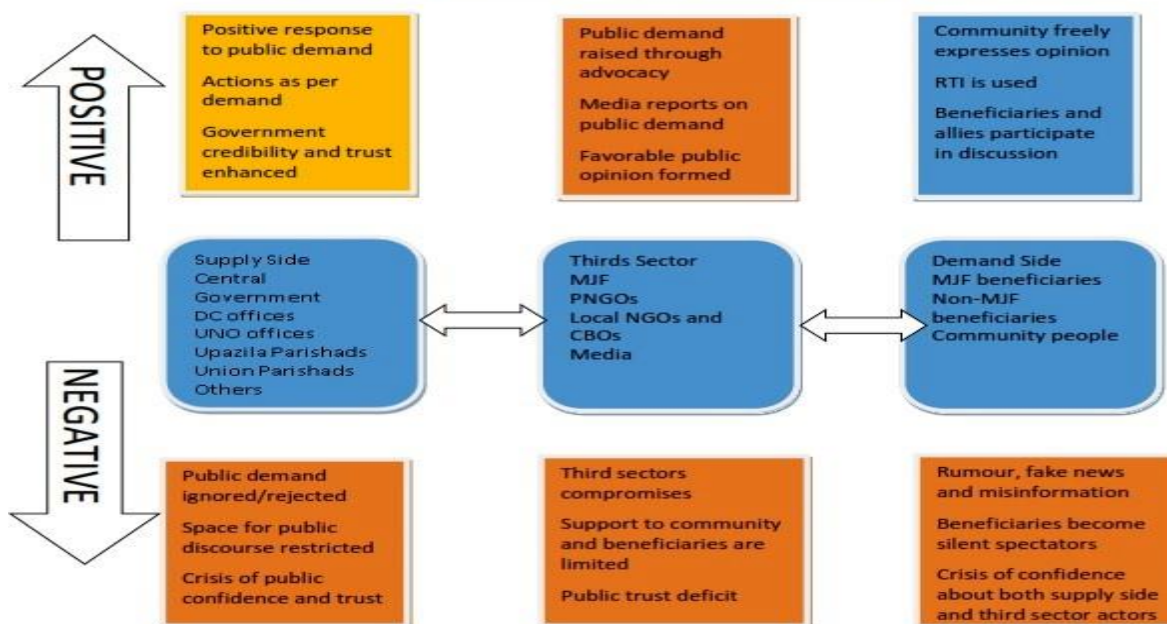 POSITIVE
Positive response
to public demand
Actions as per
demand
Government
credibility and trust
enhanced
Public demand
raised through
advocacy
Media reports on
public demand
Favorable public
opinion formed
Community freely
expresses opinion
RTI is used
Beneficiaries and
allies participate
in discussion
Supply Side
Central
Government
DC offices
UNO offices
Upazila Parishads
Union Parishads
Others
Thirds Sector
MJF
PNGOs
Local NGOs and
CBOs
Media
Demand Side
MJF beneficiaries
Non-MJF
beneficiaries
Community people
NEGATIVE
Public demand
ignored/rejected
Space for public
discourse restricted
Crisis of public
confidence and trust
Third sectors
compromises
Support to community
and beneficiaries are
limited
Public trust deficit
Rumour, fake news
and misinformation
Beneficiaries become
silent spectators
Crisis of confidence
about both supply side
and third sector actors